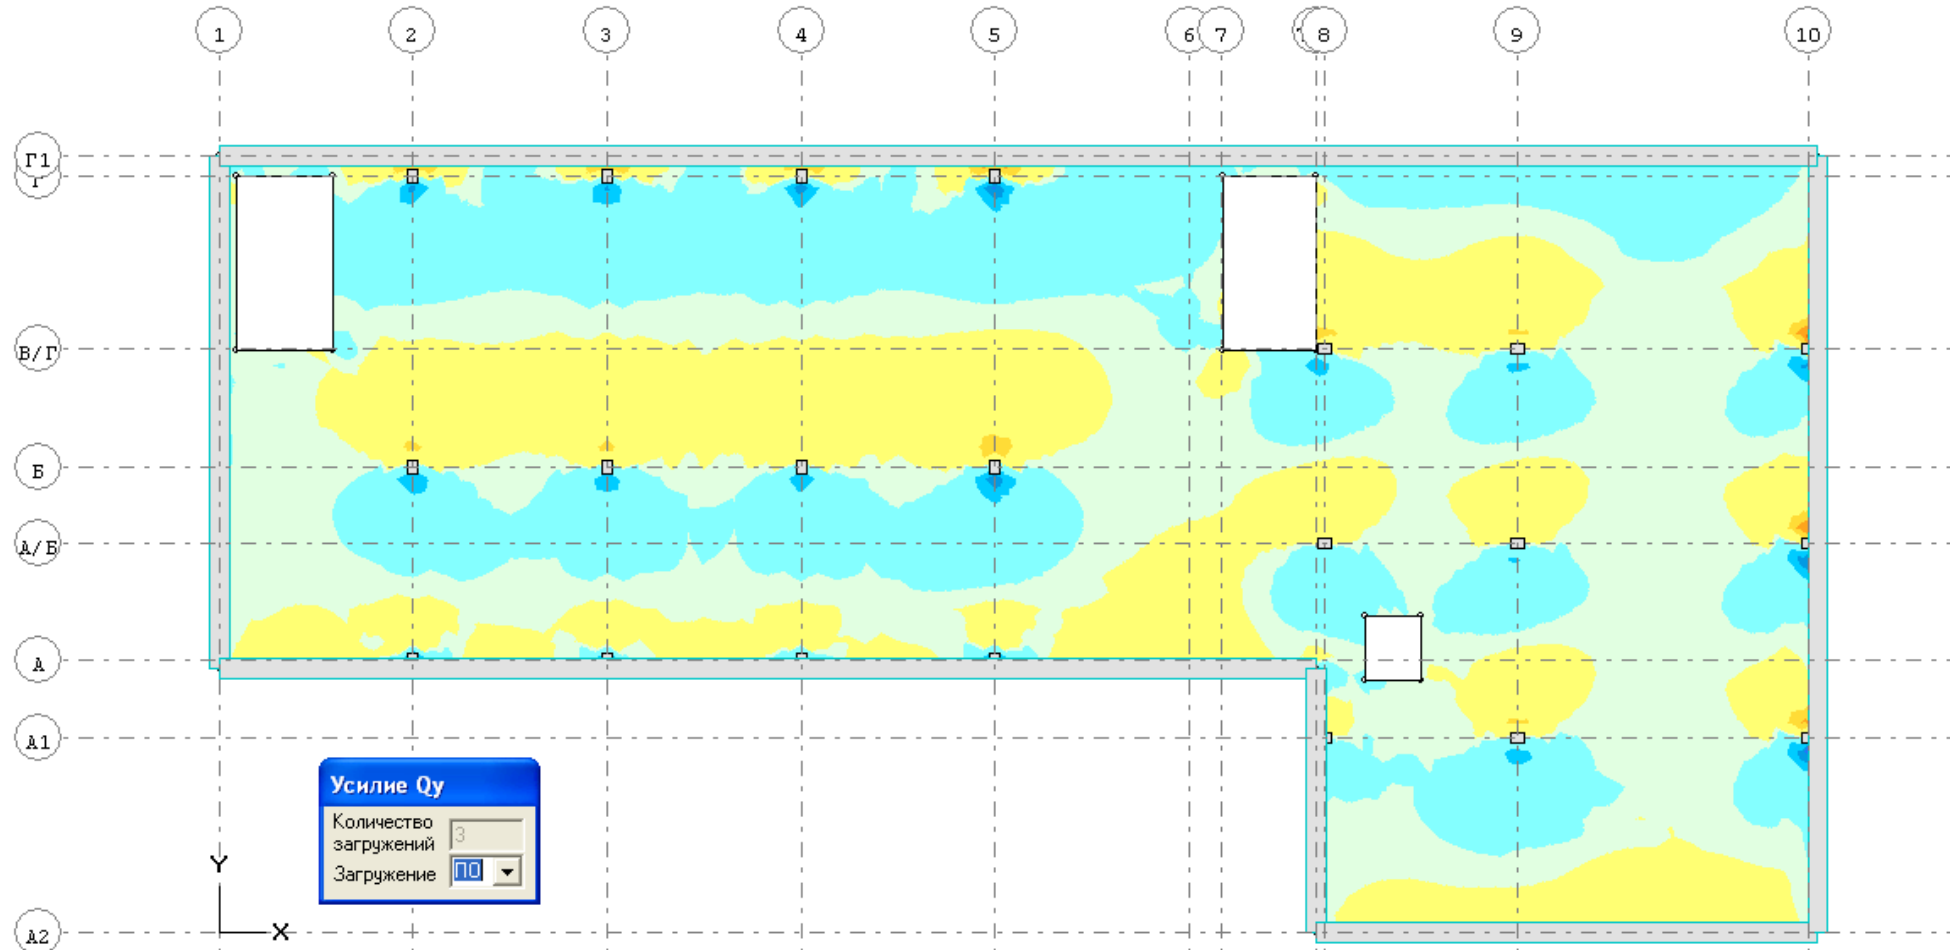 1 2 3 4 5 6 7 8 9 10
Г1
В/Г
Б
А/Б
А
А1
А2
Усилие Qy
Количество
загружений 3
Загружение ПО
Y
X